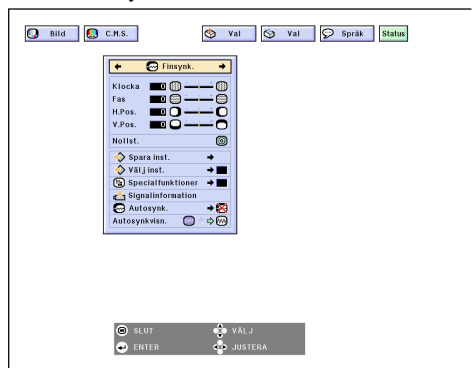 Bild C.M.S. Val Val Språk Status
Finsynk.
Klocka 0
Fas 0
H.Pos. 0
V.Pos. 0
Nollst.
Spara inst.
Välj inst.
Specialfunktioner
Signalinformation
Autosynk.
Autosynkvisn.
SLUT VÄLJ
ENTER JUSTERA